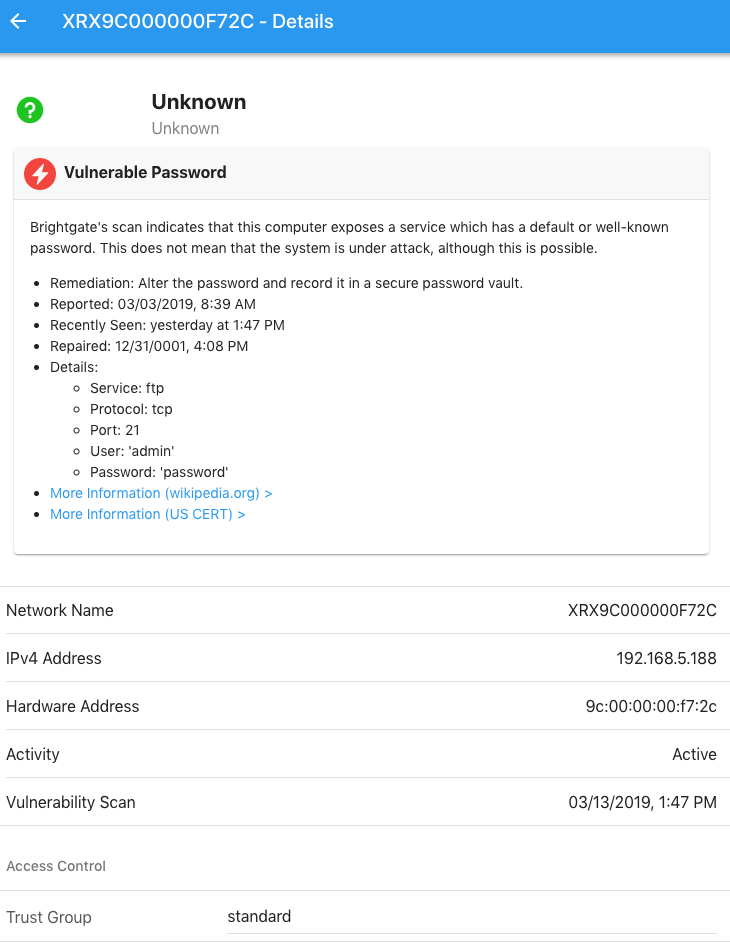 XRX9C000000F72C - Details
Unknown
Unknown
Vulnerable Password
Brightgate's scan indicates that this computer exposes a service which has a default or well-known
password. This does not mean that the system is under attack, although this is possible.
Remediation: Alter the password and record it in a secure password vault.
Reported: 03/03/2019, 8:39 AM
Recently Seen: yesterday at 1:47 PM
Repaired: 12/31/0001, 4:08 PM
Details:
Service: ftp
Protocol: tcp
Port: 21
User: 'admin'
Password: 'password'
More Information (wikipedia.org) >
More Information (US CERT) >
Network Name XRX9C000000F72C
IPv4 Address 192.168.5.188
Hardware Address 9c:00:00:00:f7:2c
Activity Active
Vulnerability Scan 03/13/2019, 1:47 PM
Access Control
Trust Group standard